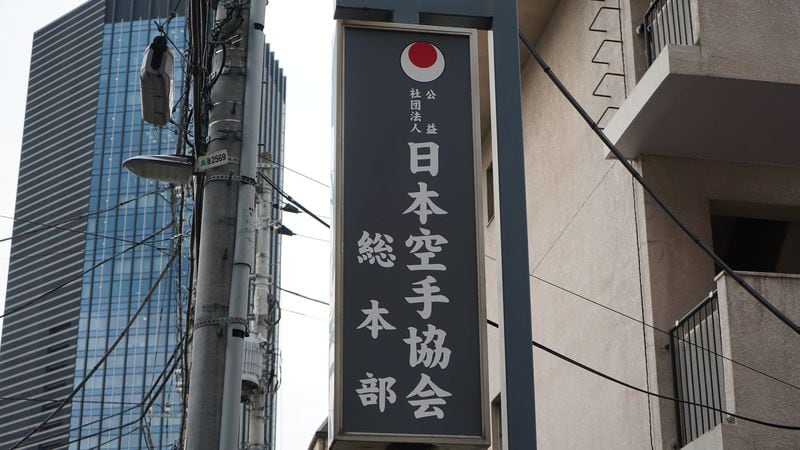 公益
社団法人
日本空手協会
総本部